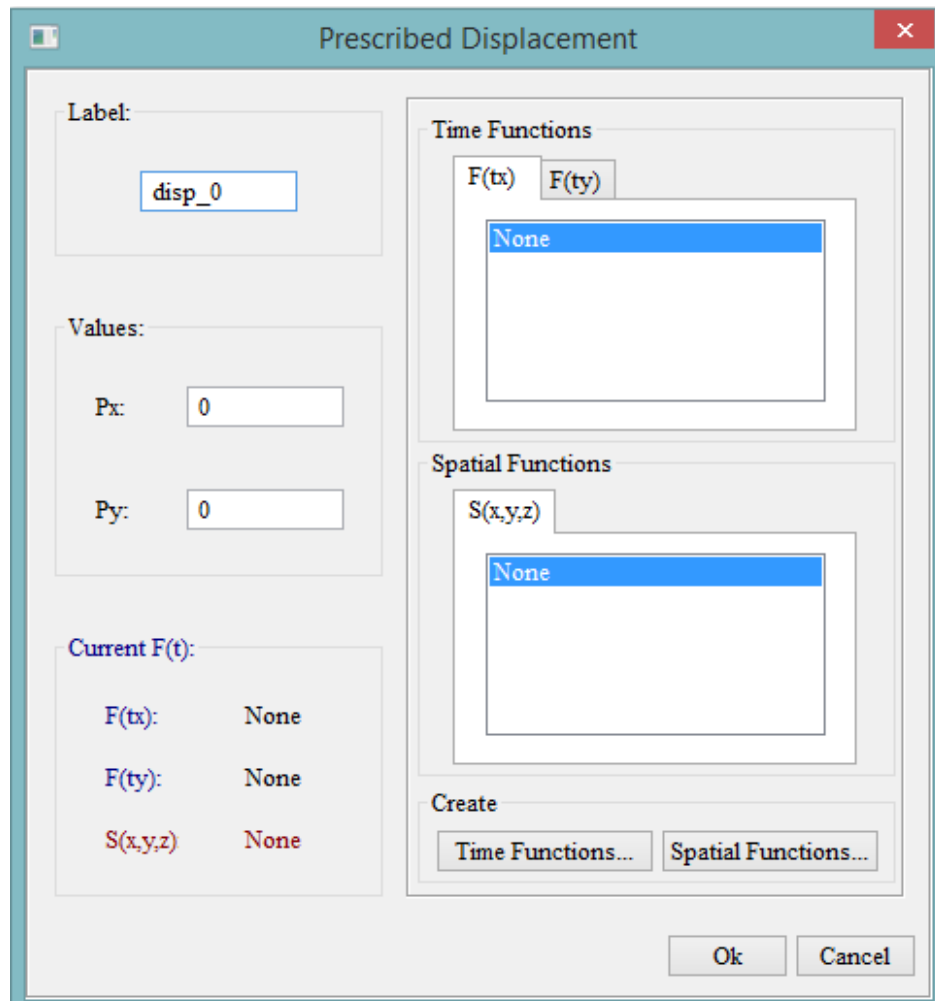 Prescribed Displacement
Label:
disp_0
Values:
Px: 0
Py: 0
Current F(t):
F(tx): None
F(ty): None
S(x,y,z) None
Time Functions
F(tx) F(ty)
None
Spatial Functions
S(x,y,z)
None
Create
Time Functions... Spatial Functions...
Ok Cancel